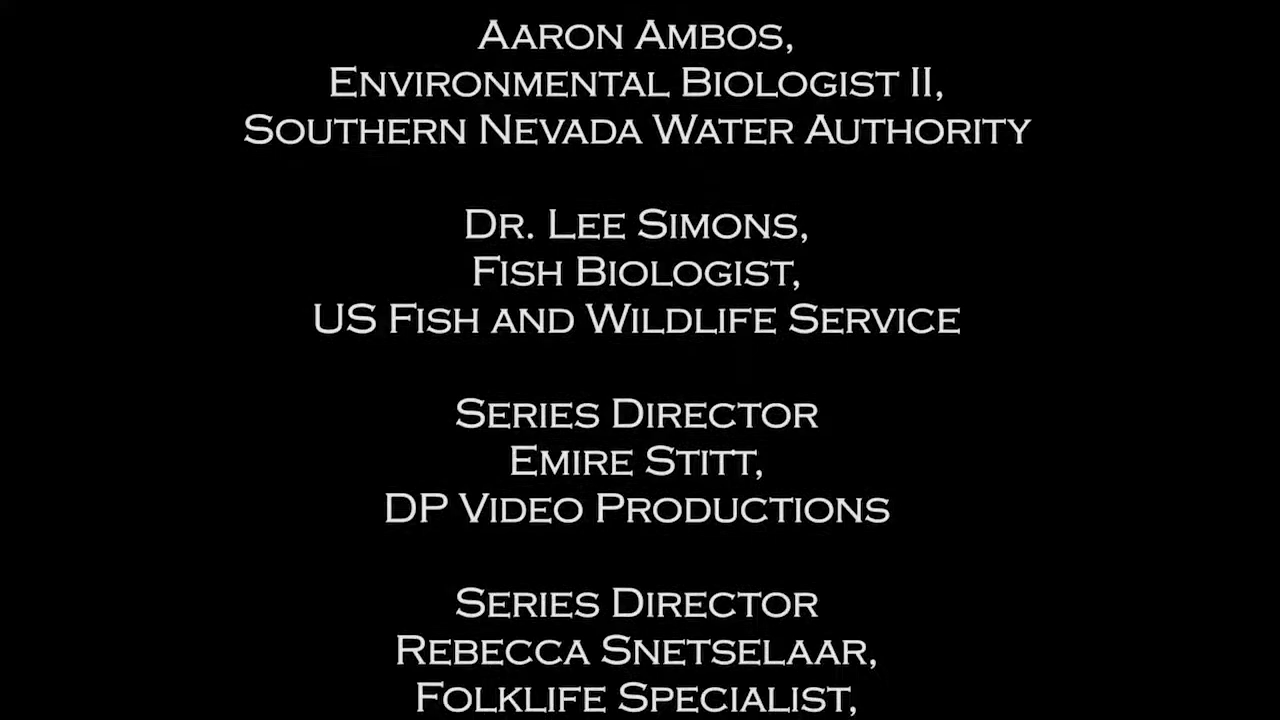 Aaron Ambos,
Environmental Biologist II,
Southern Nevada Water Authority
Dr. Lee Simons,
Fish Biologist,
US Fish and Wildlife Service
Series Director
Emire Stitt,
DP Video Productions
Series Director
Rebecca Snetselaar,
Folklife Specialist,